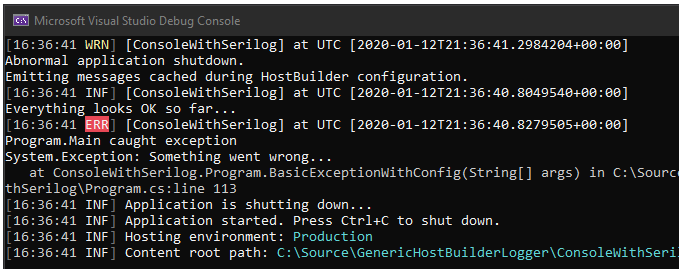 Microsoft Visual Studio Debug Console
[16:36:41 WRN] [ConsoleWithSerilog] at UTC [2020-01-12T21:36:41.2984204+00:00]
Abnormal application shutdown.
Emitting messages cached during HostBuilder configuration.
[16:36:41 INF] [ConsoleWithSerilog] at UTC [2020-01-12T21:36:40.8049540+00:00]
Everything looks OK so far...
[16:36:41 ERR] [ConsoleWithSerilog] at UTC [2020-01-12T21:36:40.8279505+00:00]
Program.Main caught exception
System.Exception: Something went wrong...
   at ConsoleWithSerilog.Program.BasicExceptionWithConfig(String[] args) in C:\Source
thSerilog\Program.cs:line 113
[16:36:41 INF] Application is shutting down...
[16:36:41 INF] Application started. Press Ctrl+C to shut down.
[16:36:41 INF] Hosting environment: Production
[16:36:41 INF] Content root path: C:\Source\GenericHostBuilderLogger\ConsoleWithSeril